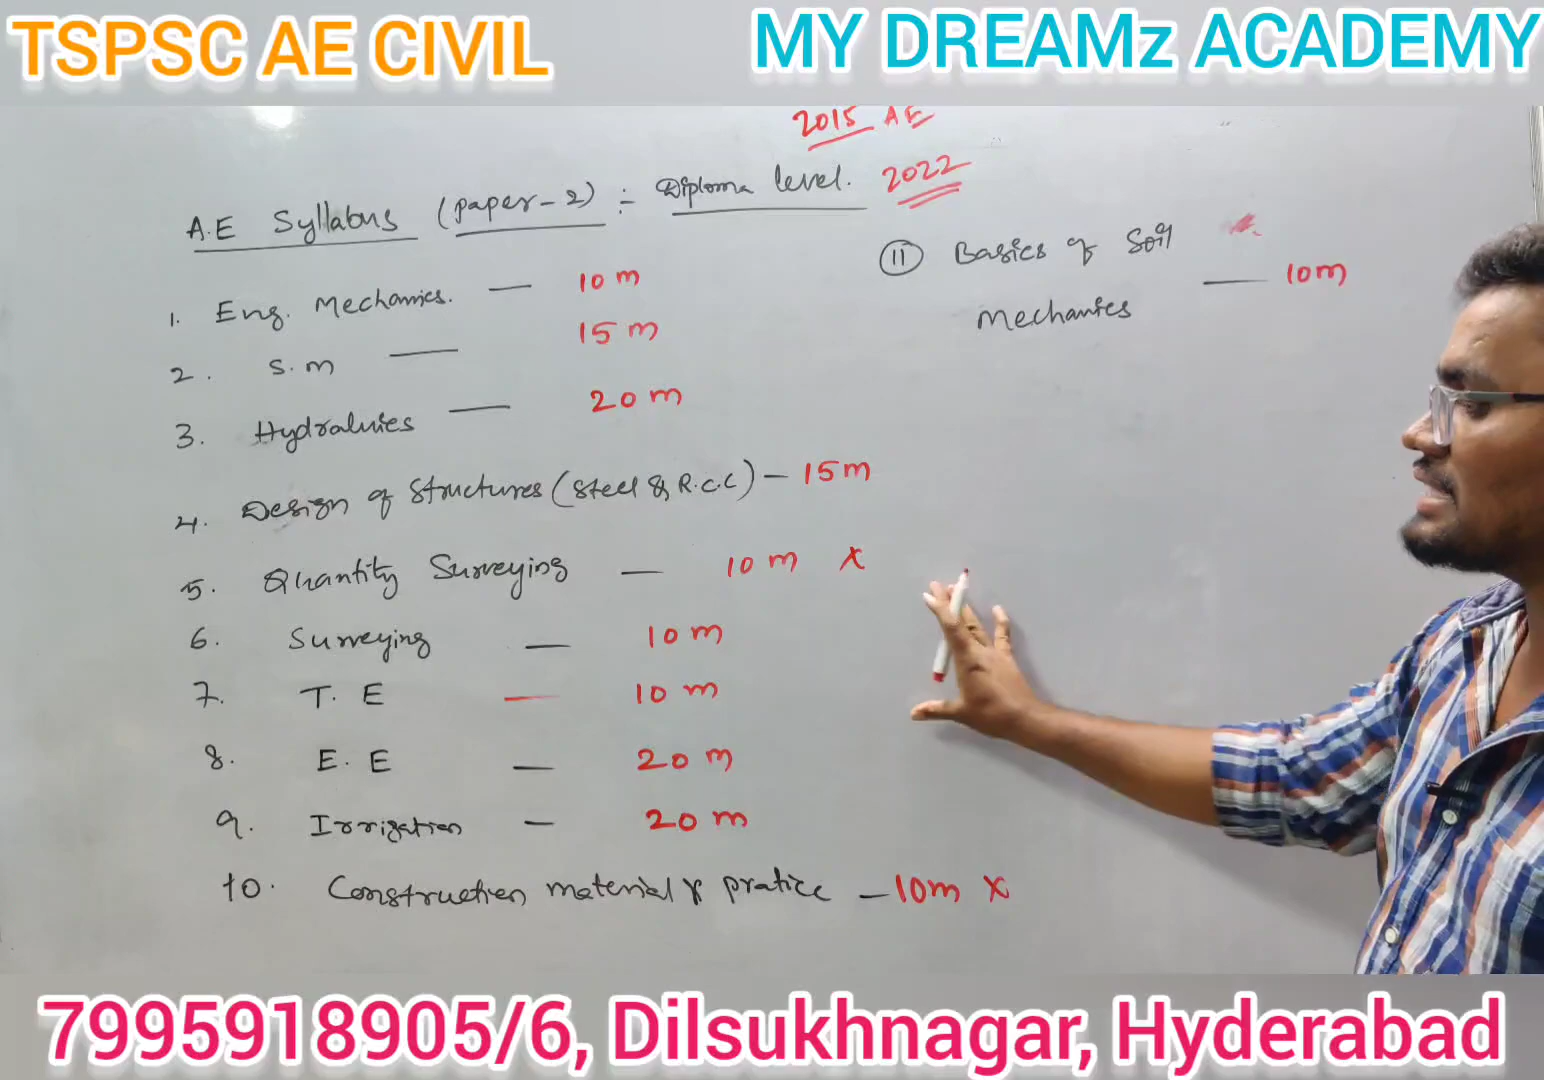 TSPSC AE CIVIL
MY DREAMz ACADEMY
2015 AE
A.E Syllabus (paper-2) :- Diploma level. 2022
1. Eng. Mechanics. — 10 m
2. S.m — 15 m
3. Hydraluics — 20 m
4. Design of Structures (Steel & R.C.C) — 15m
5. Quantity Surveying — 10 m x
6. Surveying — 10 m
7. T. E — 10 m
8. E. E — 20 m
9. Irrigation — 20 m
10. Construction material & pratice — 10m x
11 Basics of Soil
Mechanics — 10m
7995918905/6, Dilsukhnagar, Hyderabad